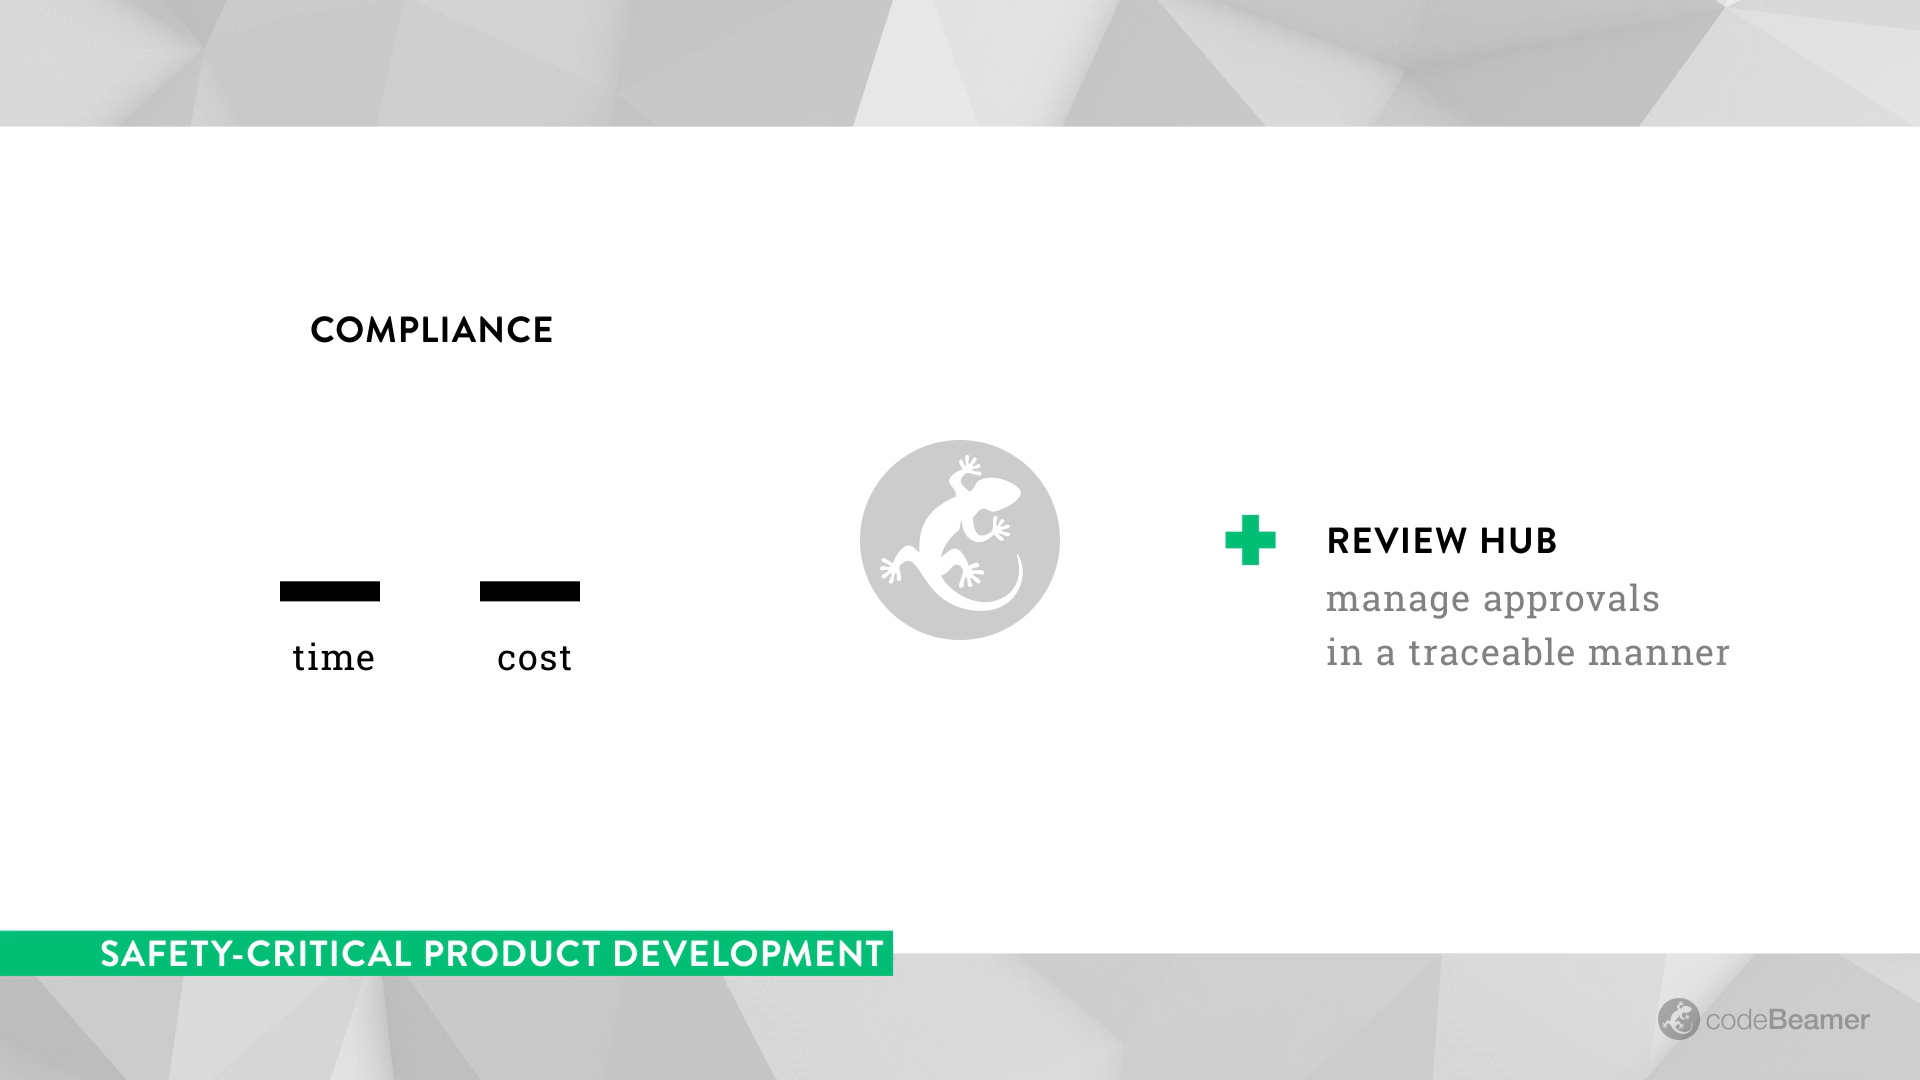 COMPLIANCE
time
cost
REVIEW HUB
manage approvals
in a traceable manner
SAFETY-CRITICAL PRODUCT DEVELOPMENT
codeBeamer